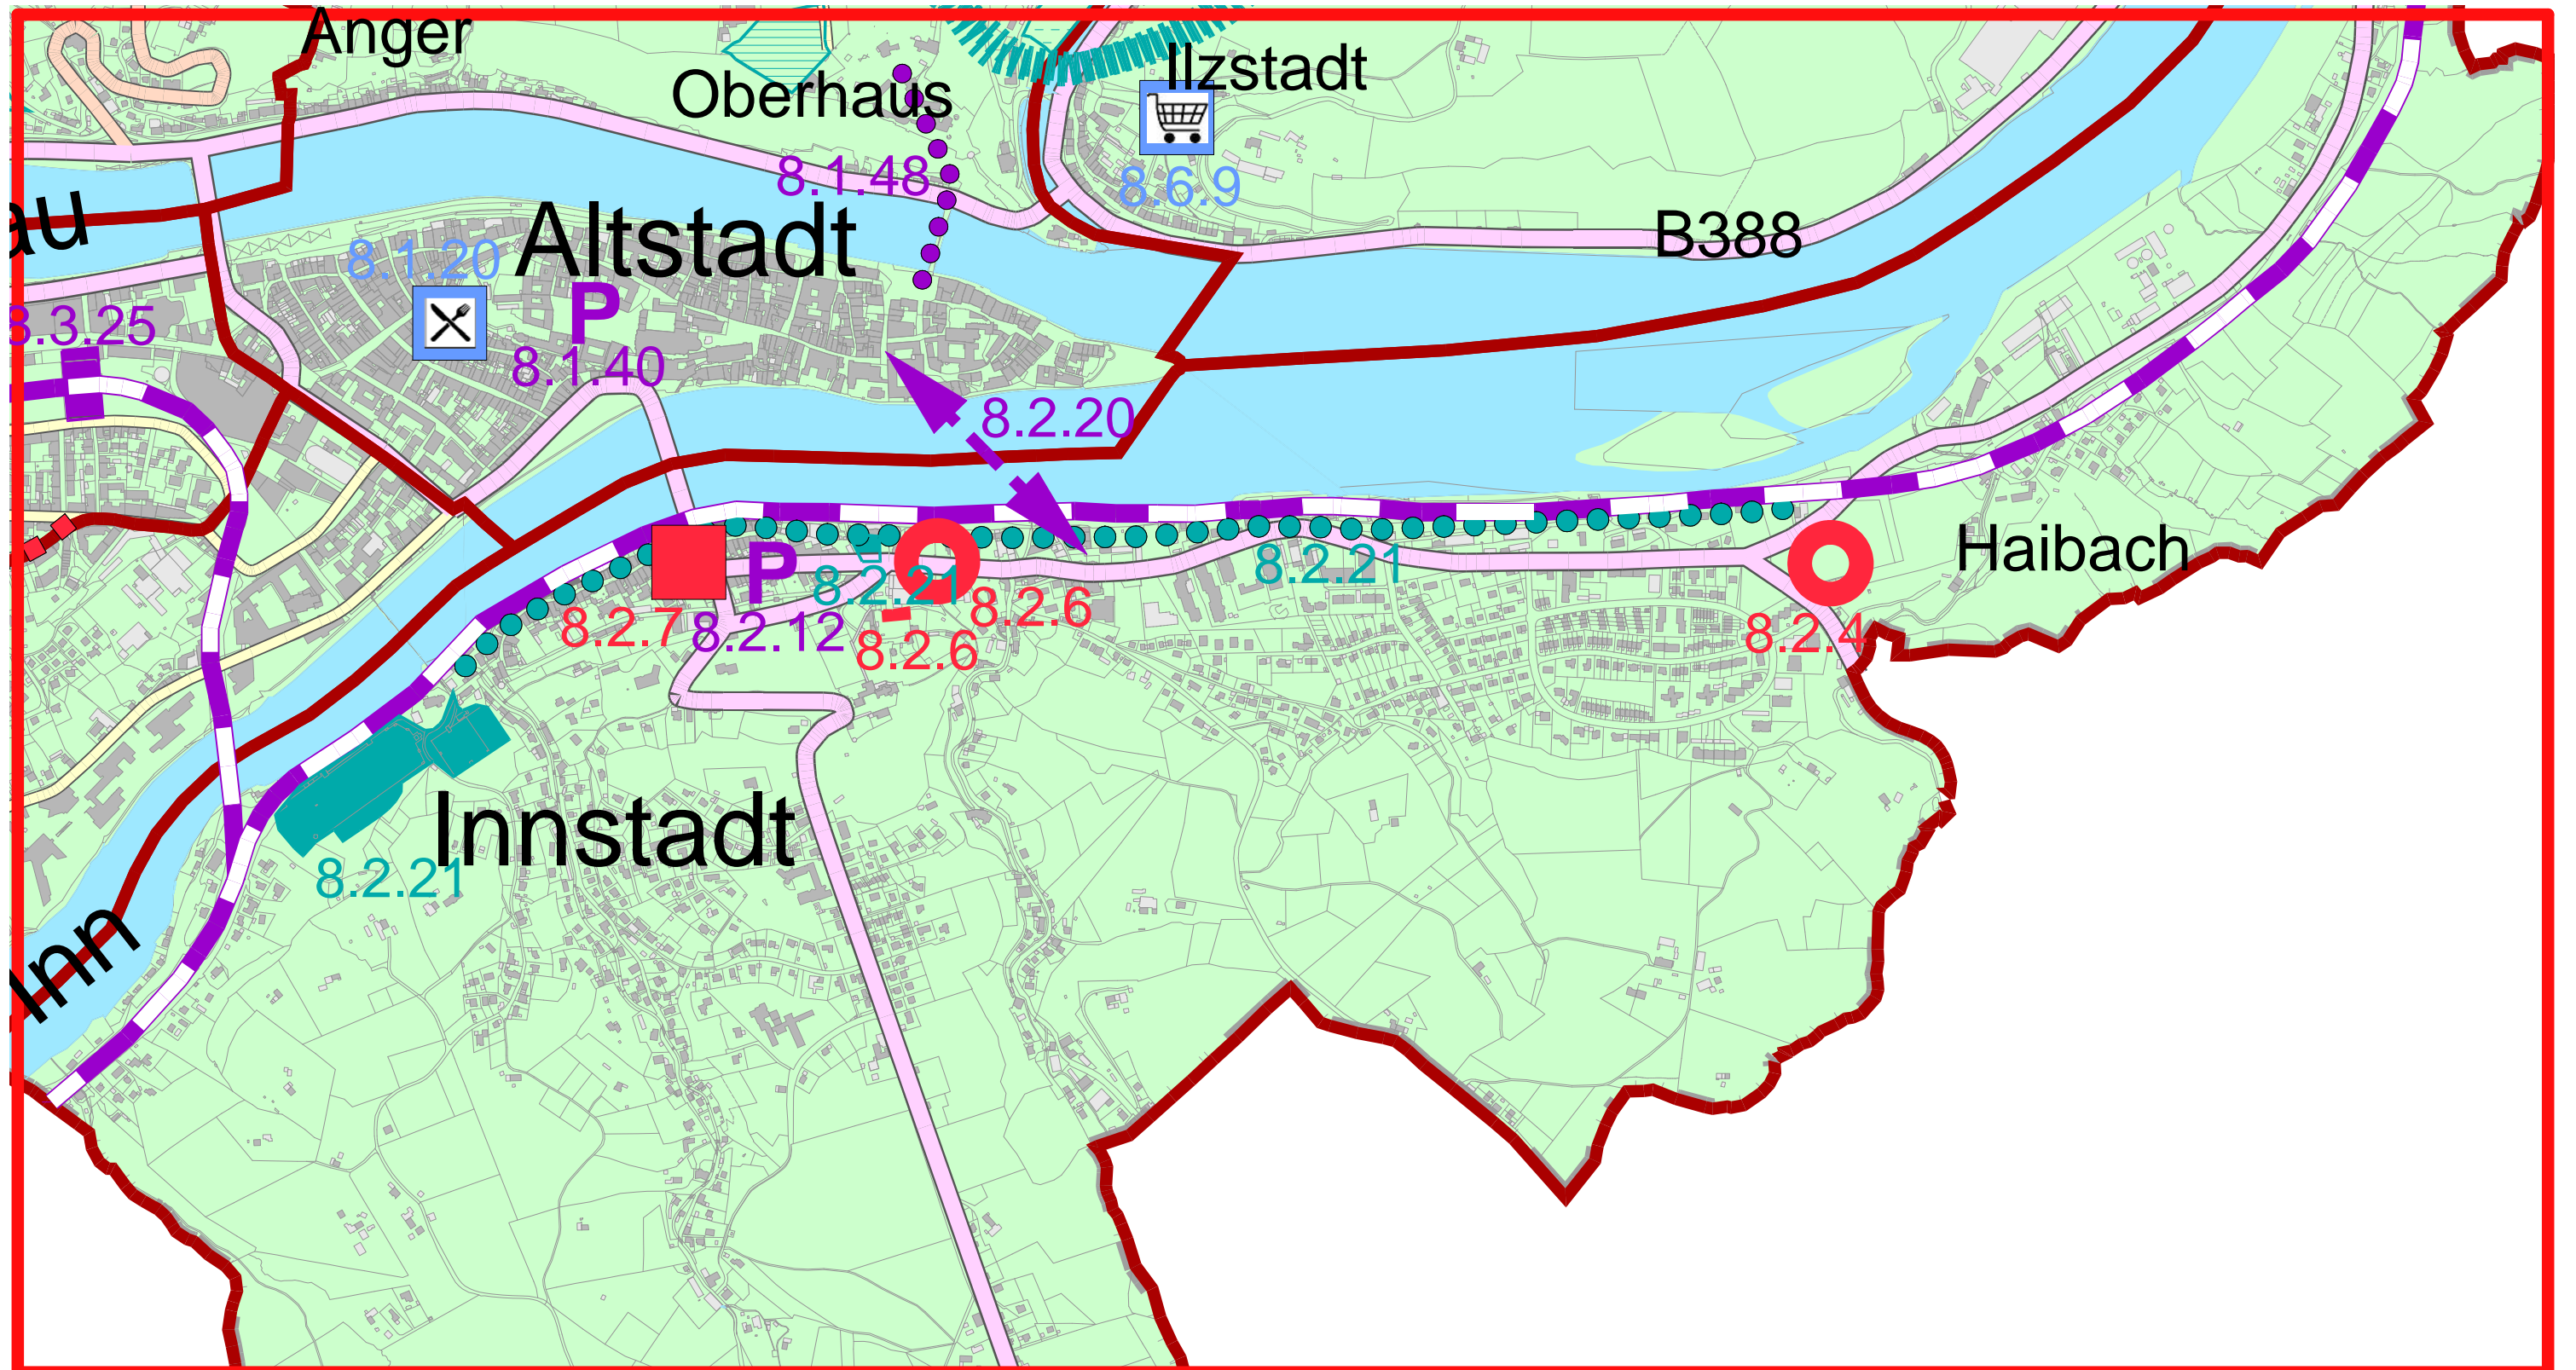 Anger
Ilzstadt
Oberhaus
8.1.48
8.6.9
au
Altstadt
B388
8.1.20
P
8.3.25
8.1.40
8.2.20
Haibach
P
8.2.21
8.2.21
8.2.6
8.2.7
8.2.12
8.2.6
8.2.4
Innstadt
8.2.21
Inn